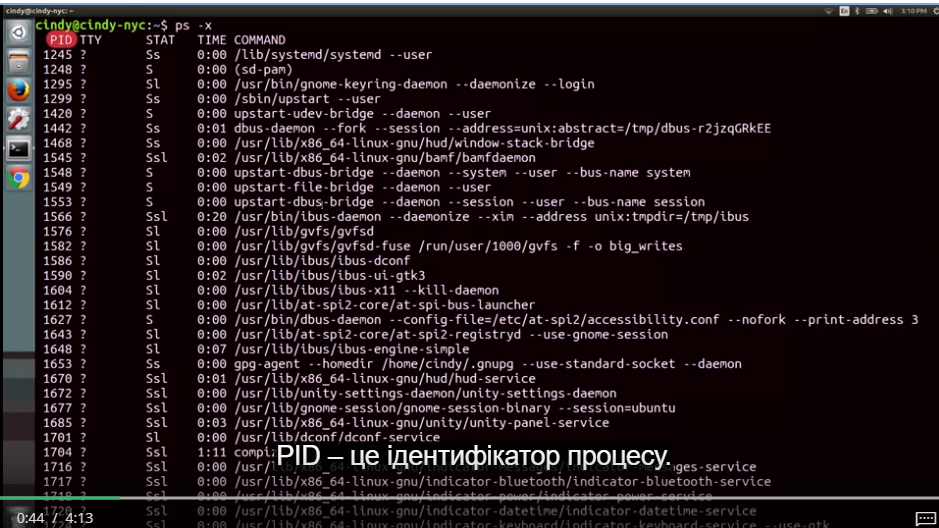 cindy@cindy-nyc: ~
En
3:10 PM
cindy@cindy-nyc:~$ ps -x
PID TTY STAT TIME COMMAND
1245 ? Ss 0:00 /lib/systemd/systemd --user
1248 ? S 0:00 (sd-pam)
1295 ? Sl 0:00 /usr/bin/gnome-keyring-daemon --daemonize --login
1299 ? Ss 0:00 /sbin/upstart --user
1420 ? S 0:00 upstart-udev-bridge --daemon --user
1442 ? Ss 0:01 dbus-daemon --fork --session --address=unix:abstract=/tmp/dbus-r2jzqGRkEE
1468 ? Ss 0:00 /usr/lib/x86_64-linux-gnu/hud/window-stack-bridge
1545 ? Ssl 0:02 /usr/lib/x86_64-linux-gnu/bamf/bamfdaemon
1548 ? S 0:00 upstart-dbus-bridge --daemon --system --user --bus-name system
1549 ? S 0:00 upstart-file-bridge --daemon --user
1553 ? S 0:00 upstart-dbus-bridge --daemon --session --user --bus-name session
1566 ? Ssl 0:20 /usr/bin/ibus-daemon --daemonize --xim --address unix:tmpdir=/tmp/ibus
1576 ? Sl 0:00 /usr/lib/gvfs/gvfsd
1582 ? Sl 0:00 /usr/lib/gvfs/gvfsd-fuse /run/user/1000/gvfs -f -o big_writes
1586 ? Sl 0:00 /usr/lib/ibus/ibus-dconf
1590 ? Sl 0:02 /usr/lib/ibus/ibus-ui-gtk3
1604 ? Sl 0:00 /usr/lib/ibus/ibus-x11 --kill-daemon
1612 ? Sl 0:00 /usr/lib/at-spi2-core/at-spi-bus-launcher
1627 ? S 0:00 /usr/bin/dbus-daemon --config-file=/etc/at-spi2/accessibility.conf --nofork --print-address 3
1643 ? Sl 0:00 /usr/lib/at-spi2-core/at-spi2-registryd --use-gnome-session
1648 ? Sl 0:07 /usr/lib/ibus/ibus-engine-simple
1653 ? Ss 0:00 gpg-agent --homedir /home/cindy/.gnupg --use-standard-socket --daemon
1670 ? Ssl 0:01 /usr/lib/x86_64-linux-gnu/hud/hud-service
1672 ? Ssl 0:00 /usr/lib/unity-settings-daemon/unity-settings-daemon
1677 ? Ssl 0:00 /usr/lib/gnome-session/gnome-session-binary --session=ubuntu
1685 ? Ssl 0:03 /usr/lib/x86_64-linux-gnu/unity/unity-panel-service
1701 ? Sl 0:00 /usr/lib/dconf/dconf-service
1704 ? Ssl 1:11 compiz
PID – це ідентифікатор процесу.
1716 ? Ssl 0:00 /usr/lib/x86_64-linux-gnu/indicator-messages/indicator-messages-service
1717 ? Ssl 0:00 /usr/lib/x86_64-linux-gnu/indicator-bluetooth/indicator-bluetooth-service
1718 ? Ssl 0:00 /usr/lib/x86_64-linux-gnu/indicator-power/indicator-power-service
1720 ? Ssl 0:00 /usr/lib/x86_64-linux-gnu/indicator-datetime/indicator-datetime-service
Ssl 0:00 /usr/lib/x86_64-linux-gnu/indicator-keyboard/indicator-keyboard-service --use-gtk
0:44 / 4:13